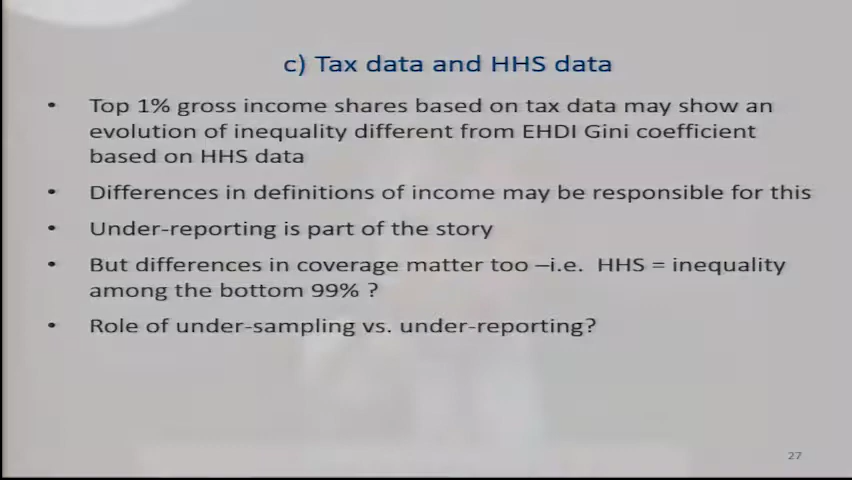 c) Tax data and HHS data
• Top 1% gross income shares based on tax data may show an
evolution of inequality different from EHDI Gini coefficient
based on HHS data
• Differences in definitions of income may be responsible for this
• Under-reporting is part of the story
• But differences in coverage matter too –i.e. HHS = inequality
among the bottom 99% ?
• Role of under-sampling vs. under-reporting?
27